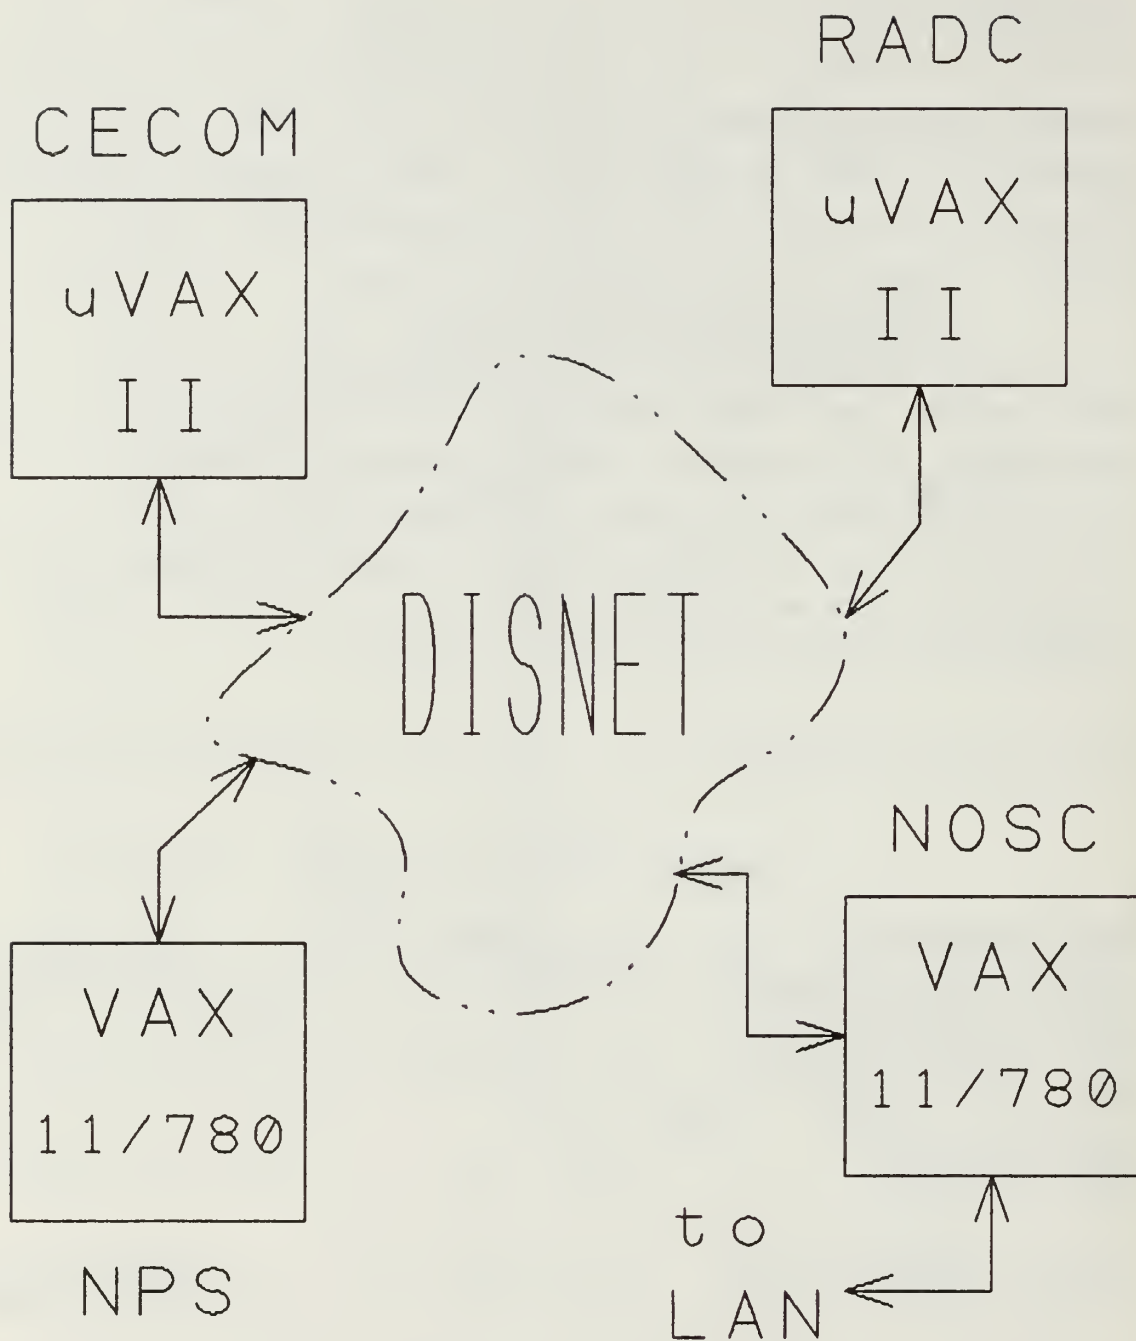 RADC
CECOM
uVAX
II
uVAX
II
DISNET
NOSC
VAX
11/780
VAX
11/780
to
LAN
NPS